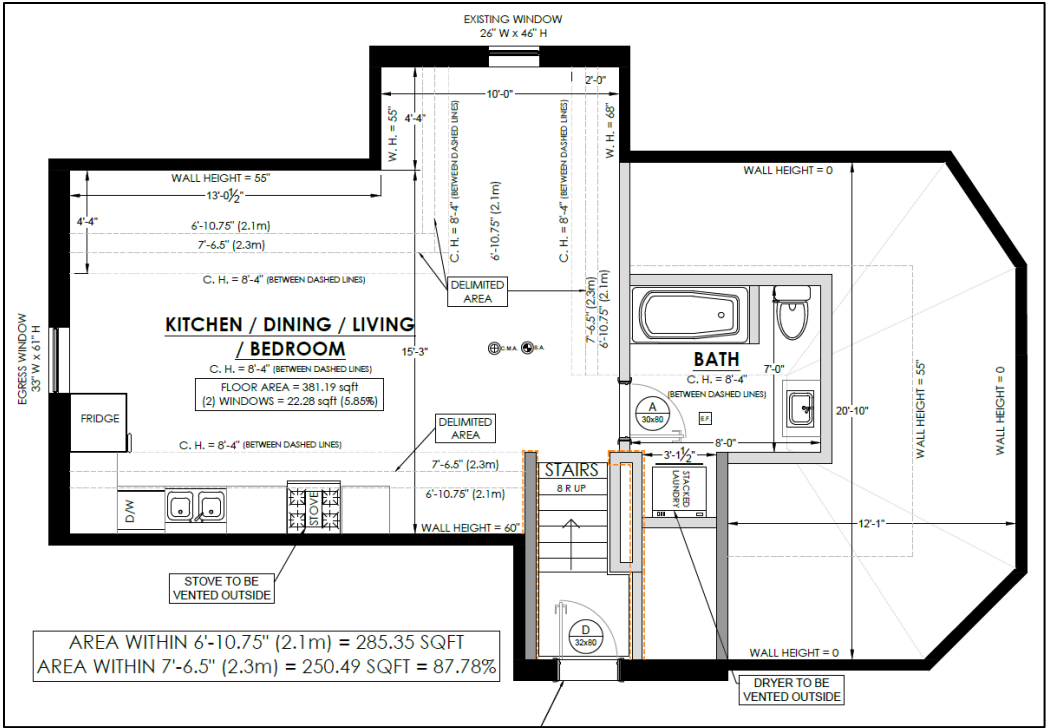 EXISTING WINDOW
26" W x 46" H
2'-0"
10'-0"
W. H. = 55"
4'-4"
W. H. = 68"
C. H. = 8'-4" (BETWEEN DASHED LINES)
6'-10.75" (2.1m)
C. H. = 8'-4" (BETWEEN DASHED LINES)
WALL HEIGHT = 55"
13'-0½"
WALL HEIGHT = 0
4'-4"
6'-10.75" (2.1m)
7'-6.5" (2.3m)
C. H. = 8'-4" (BETWEEN DASHED LINES)
DELIMITED
AREA
7'-6.5" (2.3m)
6'-10.75" (2.1m)
KITCHEN / DINING / LIVING
/ BEDROOM
C. H. = 8'-4" (BETWEEN DASHED LINES)
FLOOR AREA = 381.19 sqft
(2) WINDOWS = 22.28 sqft (5.85%)
15'-3"
C.M.A.
S.A.
EGRESS WINDOW
33" W x 61" H
BATH
C. H. = 8'-4"
(BETWEEN DASHED LINES)
7'-0"
A
30x80
E.F.
8'-0"
20'-10"
WALL HEIGHT = 55"
WALL HEIGHT = 0
FRIDGE
DELIMITED
AREA
C. H. = 8'-4" (BETWEEN DASHED LINES)
7'-6.5" (2.3m)
6'-10.75" (2.1m)
STAIRS
8 R UP
3'-1½"
STACKED
LAUNDRY
D/W
STOVE
WALL HEIGHT = 60"
12'-1"
STOVE TO BE
VENTED OUTSIDE
D
32x80
WALL HEIGHT = 0
AREA WITHIN 6'-10.75" (2.1m) = 285.35 SQFT
AREA WITHIN 7'-6.5" (2.3m) = 250.49 SQFT = 87.78%
DRYER TO BE
VENTED OUTSIDE